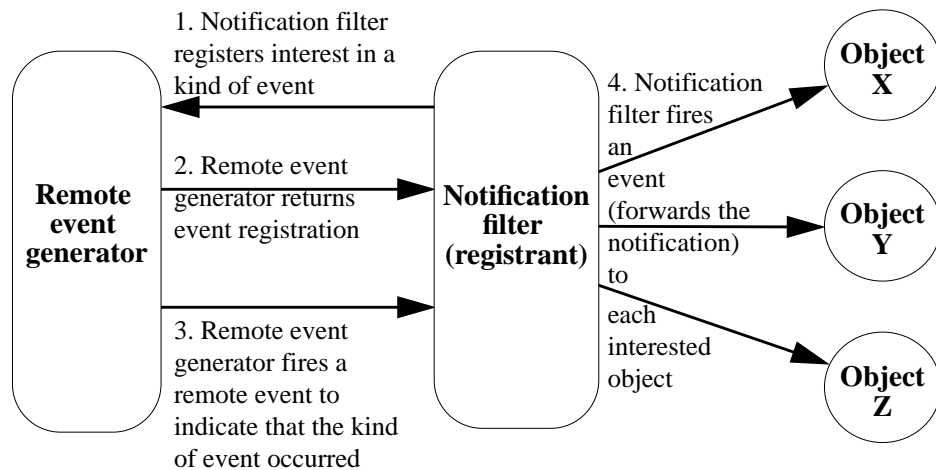 1. Notification filter
registers interest in a
kind of event
Remote
event
generator
2. Remote event
generator returns
event registration
3. Remote event
generator fires a
remote event to
indicate that the kind
of event occurred
Notification
filter
(registrant)
4. Notification
filter fires
an
event
(forwards the
notification)
to
each
interested
object
Object
X
Object
Y
Object
Z